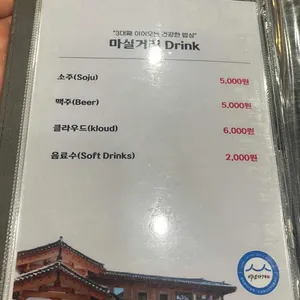 "3대째 이어오는 건강한 밥상"
마실거리 Drink
소주(Soju) 5,000원
맥주(Beer) 5,000원
클라우드(kloud) 6,000원
음료수(Soft Drinks) 2,000원